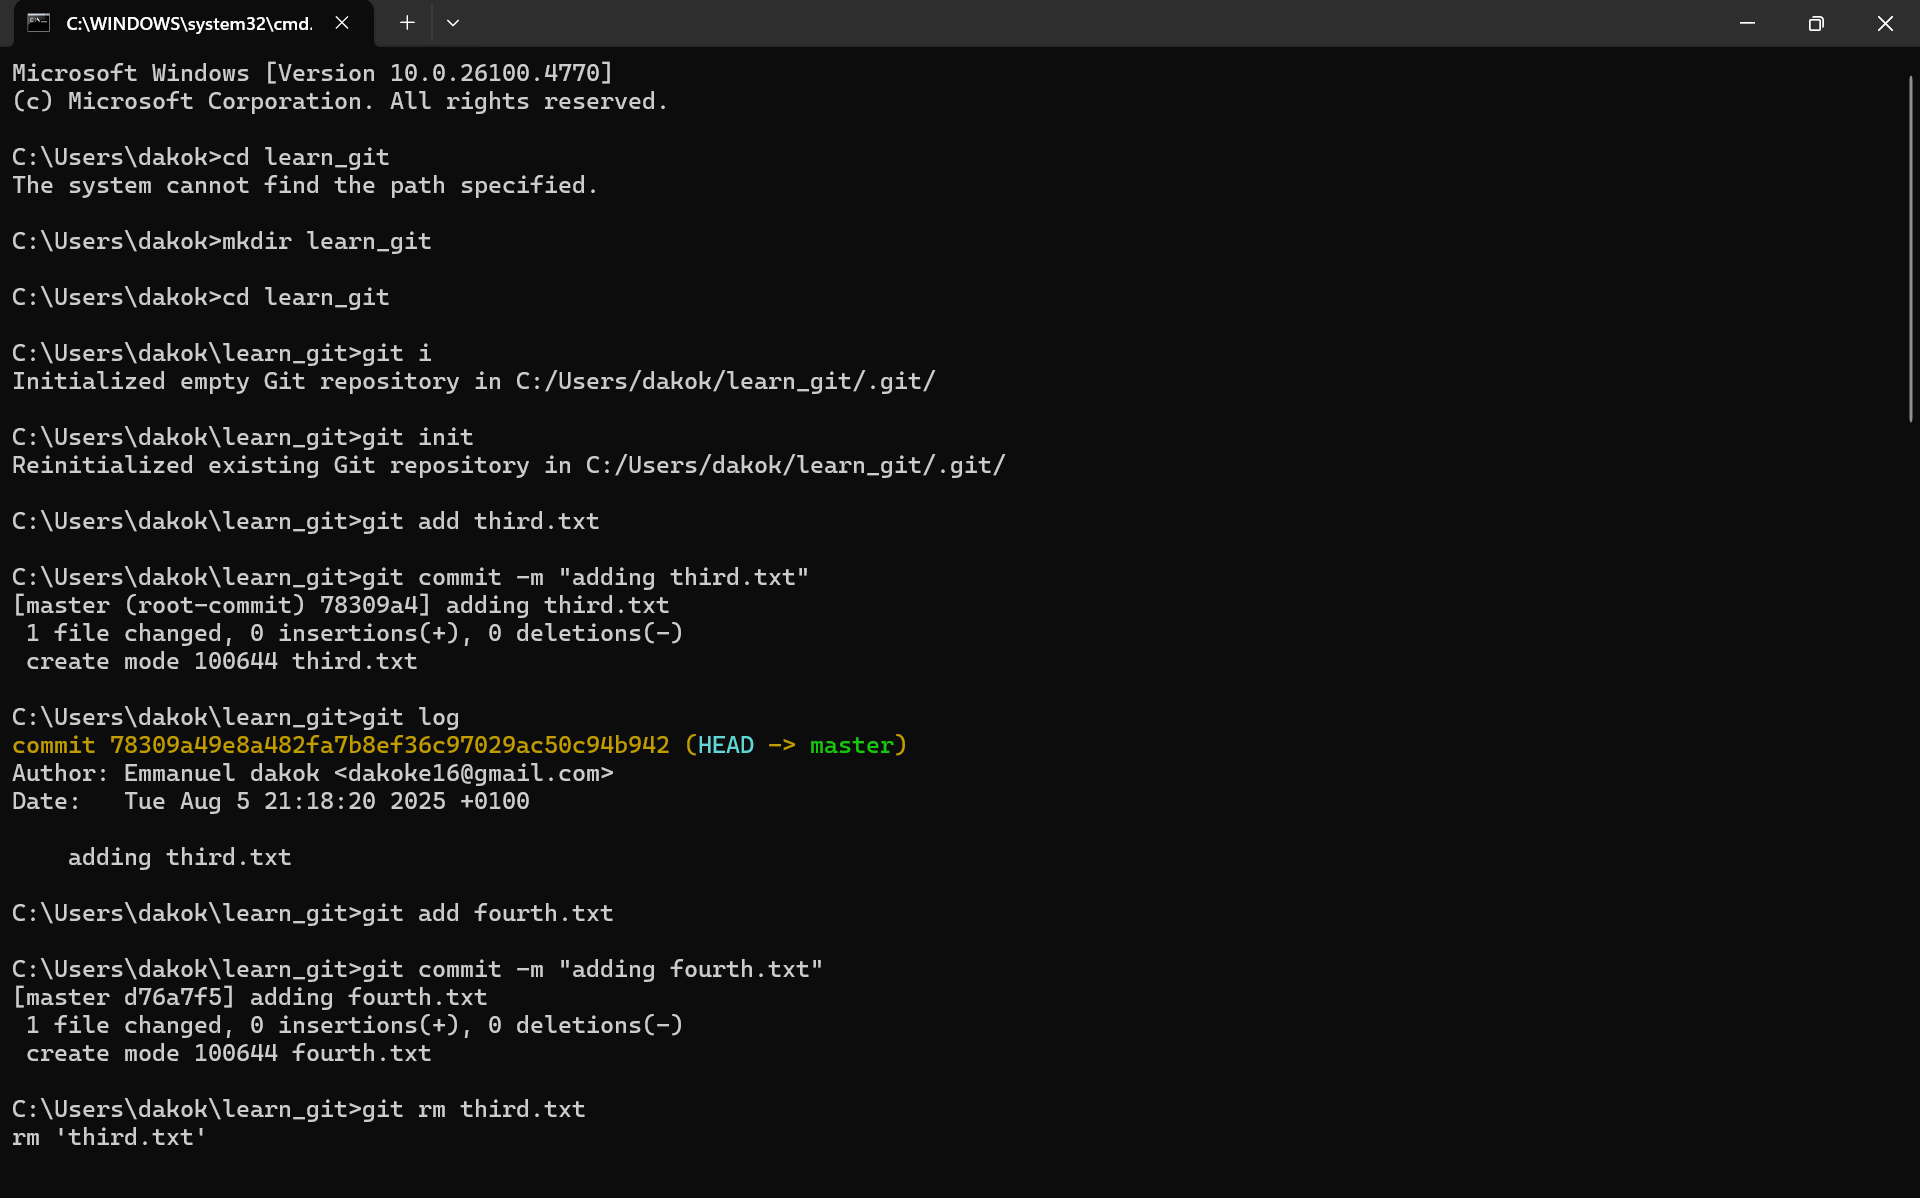 C:\WINDOWS\system32\cmd.
Microsoft Windows [Version 10.0.26100.4770]
(c) Microsoft Corporation. All rights reserved.
C:\Users\dakok>cd learn_git
The system cannot find the path specified.
C:\Users\dakok>mkdir learn_git
C:\Users\dakok>cd learn_git
C:\Users\dakok\learn_git>git i
Initialized empty Git repository in C:/Users/dakok/learn_git/.git/
C:\Users\dakok\learn_git>git init
Reinitialized existing Git repository in C:/Users/dakok/learn_git/.git/
C:\Users\dakok\learn_git>git add third.txt
C:\Users\dakok\learn_git>git commit -m "adding third.txt"
[master (root-commit) 78309a4] adding third.txt
 1 file changed, 0 insertions(+), 0 deletions(-)
 create mode 100644 third.txt
C:\Users\dakok\learn_git>git log
commit 78309a49e8a482fa7b8ef36c97029ac50c94b942 (HEAD -> master)
Author: Emmanuel dakok <dakoke16@gmail.com>
Date:   Tue Aug 5 21:18:20 2025 +0100
    adding third.txt
C:\Users\dakok\learn_git>git add fourth.txt
C:\Users\dakok\learn_git>git commit -m "adding fourth.txt"
[master d76a7f5] adding fourth.txt
 1 file changed, 0 insertions(+), 0 deletions(-)
 create mode 100644 fourth.txt
C:\Users\dakok\learn_git>git rm third.txt
rm 'third.txt'